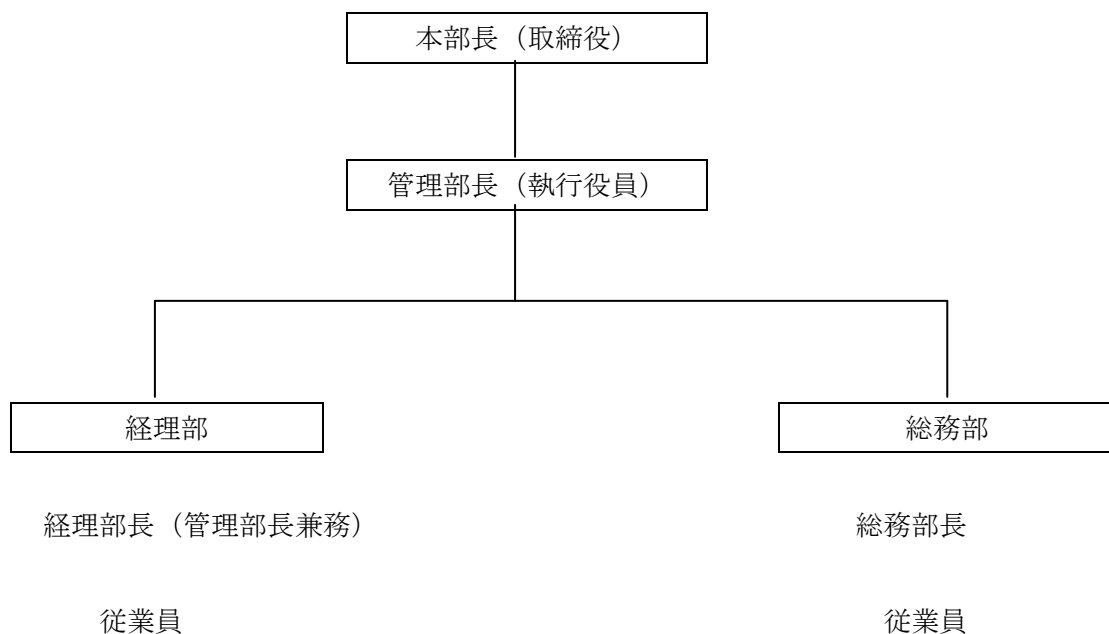 本部長（取締役）
管理部長（執行役員）
経理部
総務部
経理部長（管理部長兼務）
総務部長
従業員
従業員